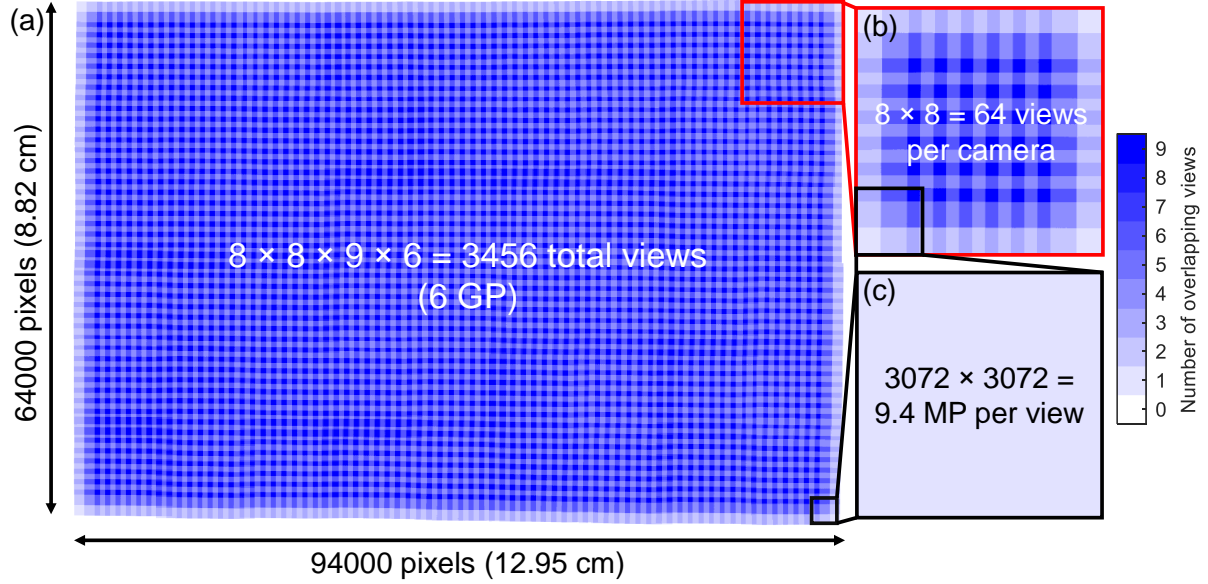 (a)
64000 pixels (8.82 cm)
8 × 8 × 9 × 6 = 3456 total views
(6 GP)
94000 pixels (12.95 cm)
(b)
8 × 8 = 64 views
per camera
(c)
3072 × 3072 =
9.4 MP per view
9
8
7
6
5
4
3
2
1
0
Number of overlapping views